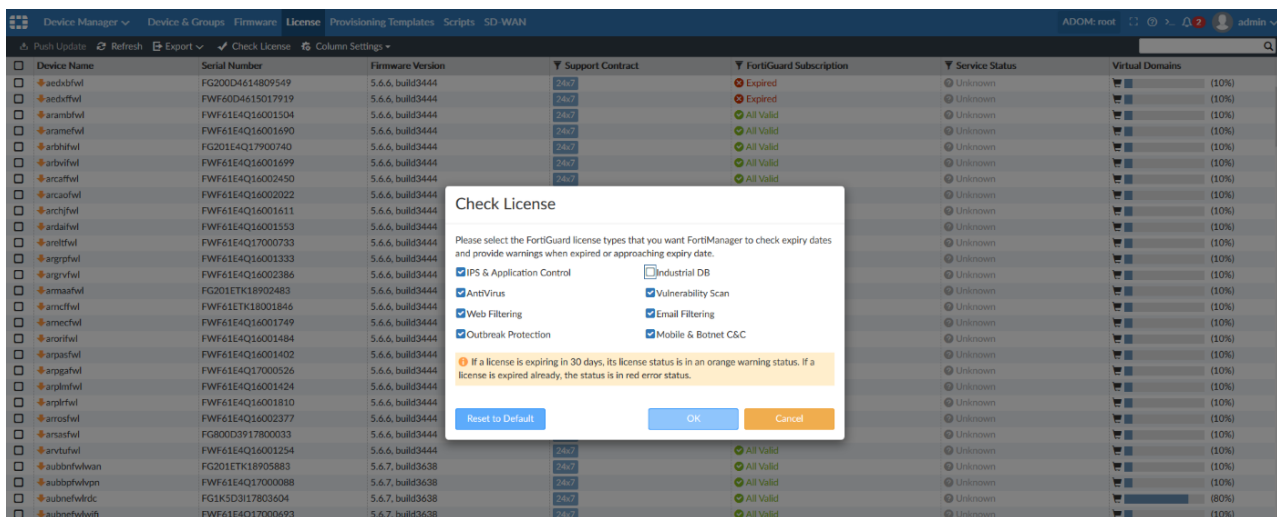 Device Manager Device & Groups Firmware License Provisioning Templates Scripts SD-WAN ADOM: root 2 admin
Push Update Refresh Export Check License Column Settings
Device Name Serial Number Firmware Version Support Contract FortiGuard Subscription Service Status Virtual Domains
aedxbfwl FG200D4614809549 5.6.6, build3444 24x7 Expired Unknown (10%)
aedxffwl FWF60D4615017919 5.6.6, build3444 24x7 Expired Unknown (10%)
arambfwl FWF61E4Q16001504 5.6.6, build3444 24x7 All Valid Unknown (10%)
aramefwl FWF61E4Q16001690 5.6.6, build3444 24x7 All Valid Unknown (10%)
arbhifwl FG201E4Q17900740 5.6.6, build3444 24x7 All Valid Unknown (10%)
arbvifwl FWF61E4Q16001699 5.6.6, build3444 24x7 All Valid Unknown (10%)
arcaffwl FWF61E4Q16002450 5.6.6, build3444 24x7 All Valid Unknown (10%)
arcaofwl FWF61E4Q16002022 5.6.6, build3444 Unknown (10%)
archjfwl FWF61E4Q16001611 5.6.6, build3444 Unknown (10%)
ardaifwl FWF61E4Q16001553 5.6.6, build3444 Unknown (10%)
areltfwl FWF61E4Q17000733 5.6.6, build3444 Unknown (10%)
argrpfwl FWF61E4Q16001333 5.6.6, build3444 Unknown (10%)
argrvfwl FWF61E4Q16002386 5.6.6, build3444 Unknown (10%)
armaafwl FG201ETK18902483 5.6.6, build3444 Unknown (10%)
armcffwl FWF61ETK18001846 5.6.6, build3444 Unknown (10%)
armecfwl FWF61E4Q16001749 5.6.6, build3444 Unknown (10%)
arorifwl FWF61E4Q16001484 5.6.6, build3444 Unknown (10%)
arpasfwl FWF61E4Q16001402 5.6.6, build3444 Unknown (10%)
arpgafwl FWF61E4Q17000526 5.6.6, build3444 Unknown (10%)
arplmfwl FWF61E4Q16001424 5.6.6, build3444 Unknown (10%)
arplrfwl FWF61E4Q16001810 5.6.6, build3444 Unknown (10%)
arrosfwl FWF61E4Q16002377 5.6.6, build3444 Unknown (10%)
arsasfwl FG800D3917800033 5.6.6, build3444 Unknown (10%)
arvtufwl FWF61E4Q16001254 5.6.6, build3444 24x7 All Valid Unknown (10%)
aubbnfwlwan FG201ETK18905883 5.6.7, build3638 24x7 All Valid Unknown (10%)
aubbpfwlvpn FWF61E4Q17000088 5.6.7, build3638 24x7 All Valid Unknown (10%)
aubnefwlrdc FG1K5D3I17803604 5.6.7, build3638 24x7 All Valid Unknown (80%)
aubnefwlwifi FWF61E4Q17000693 5.6.7, build3638 24x7 All Valid Unknown (10%)
Check License
Please select the FortiGuard license types that you want FortiManager to check expiry dates
and provide warnings when expired or approaching expiry date.
IPS & Application Control Industrial DB
AntiVirus Vulnerability Scan
Web Filtering Email Filtering
Outbreak Protection Mobile & Botnet C&C
If a license is expiring in 30 days, its license status is in an orange warning status. If a
license is expired already, the status is in red error status.
Reset to Default OK Cancel